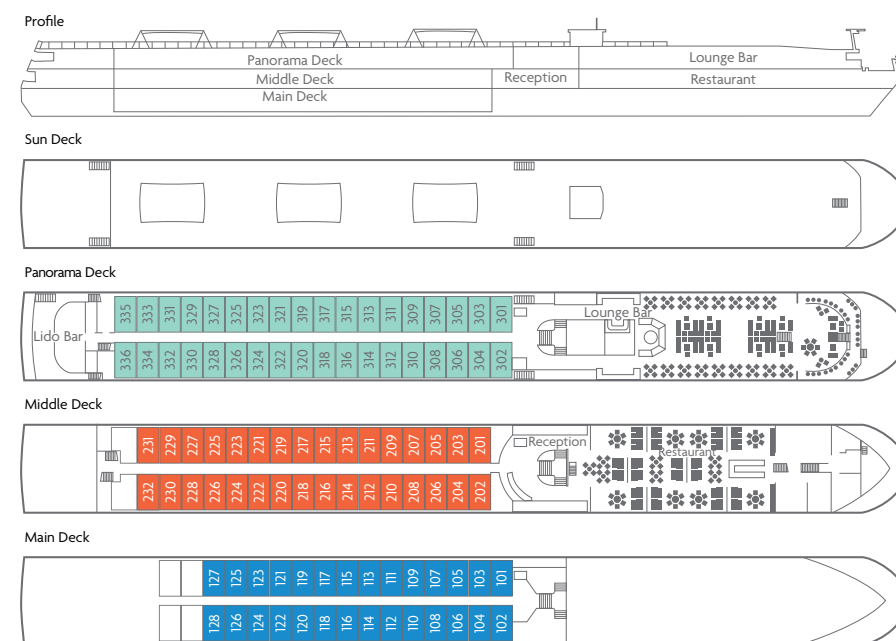 Profile
Panorama Deck
Lounge Bar
Middle Deck
Reception
Restaurant
Main Deck
Sun Deck
Panorama Deck
335 333 331 329 327 325 323 321 319 317 315 313 311 309 307 305 303 301
Lounge Bar
Lido Bar
336 334 332 330 328 326 324 322 320 318 316 314 312 310 308 306 304 302
Middle Deck
231 229 227 225 223 221 219 217 215 213 211 209 207 205 203 201
Reception
Restaurant
232 230 228 226 224 222 220 218 216 214 212 210 208 206 204 202
Main Deck
127 125 123 121 119 117 115 113 111 109 107 105 103 101
128 126 124 122 120 118 116 114 112 110 108 106 104 102